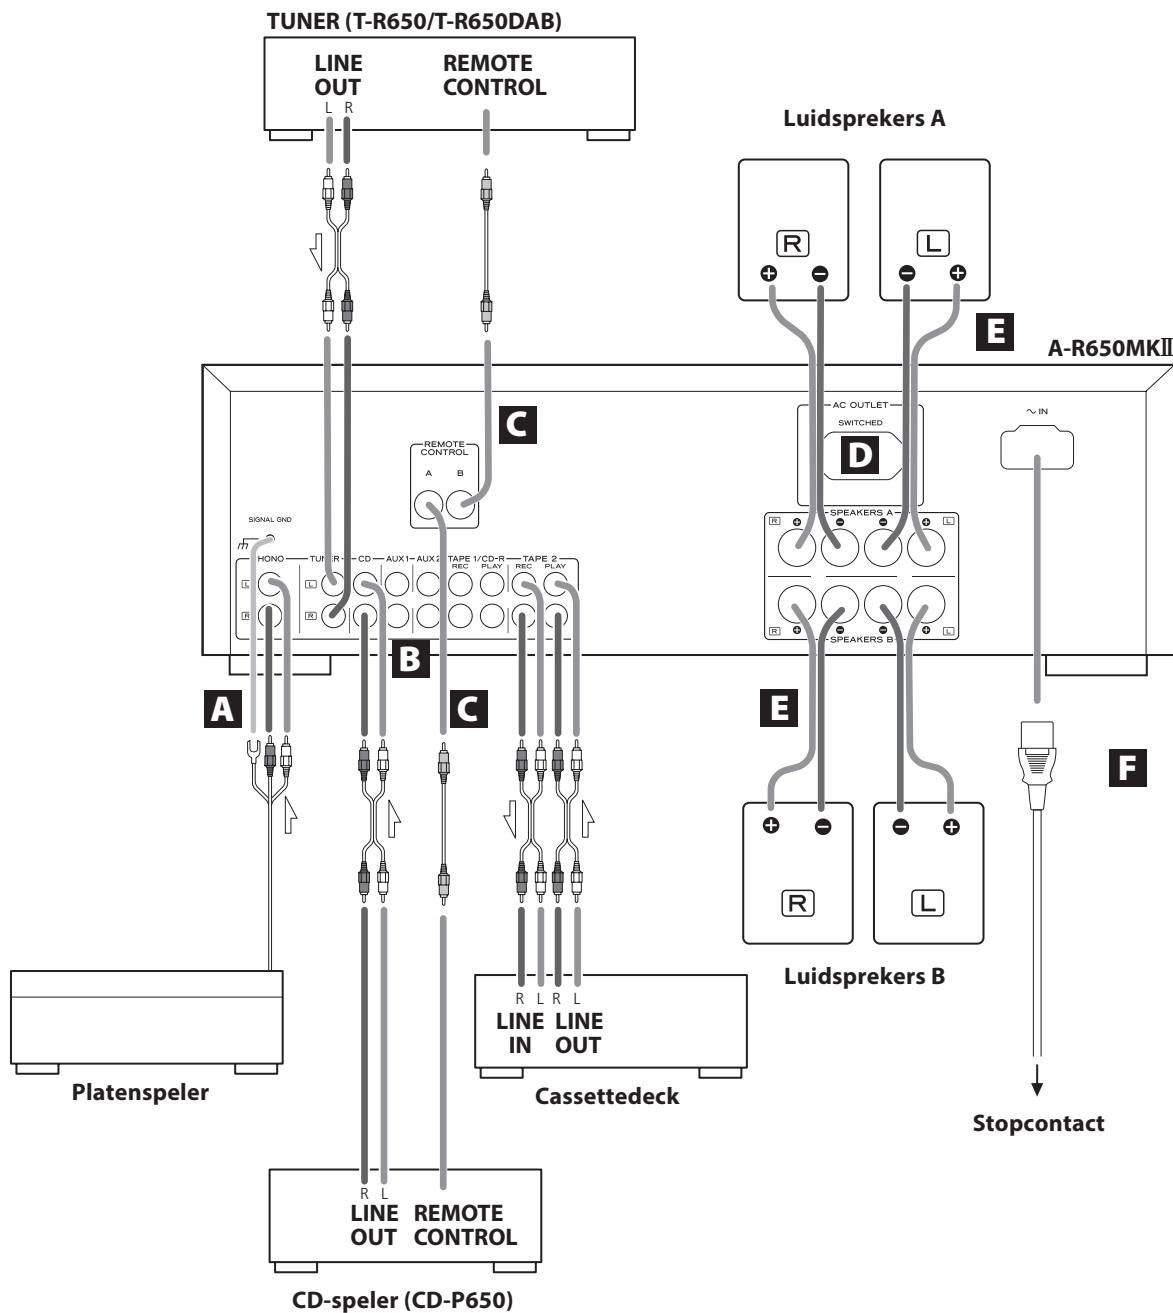 TUNER (T-R650/T-R650DAB)
LINE
OUT
REMOTE
CONTROL
L R
Luidsprekers A
R
L
E
A-R650MKⅡ
C
AC OUTLET
SWITCHED
D
∼ IN
REMOTE
CONTROL
A B
SIGNAL GND
SPEAKERS A
R
L
HONO
TUNER
CD
AUX1
AUX2
TAPE 1/CD-R
REC PLAY
TAPE 2
REC PLAY
L
L
R
R
R
L
SPEAKERS B
B
A
C
E
F
R
L
Luidsprekers B
R L R L
LINE
IN
LINE
OUT
Platenspeler
Cassettedeck
Stopcontact
R L
LINE
OUT
REMOTE
CONTROL
CD-speler (CD-P650)